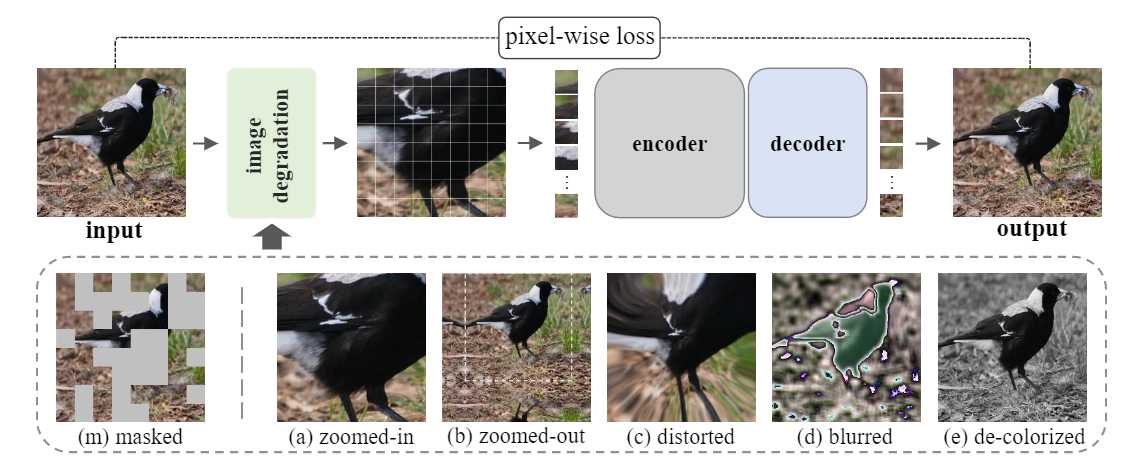 pixel-wise loss
image
degradation
encoder
decoder
input
output
(m) masked
(a) zoomed-in
(b) zoomed-out
(c) distorted
(d) blurred
(e) de-colorized